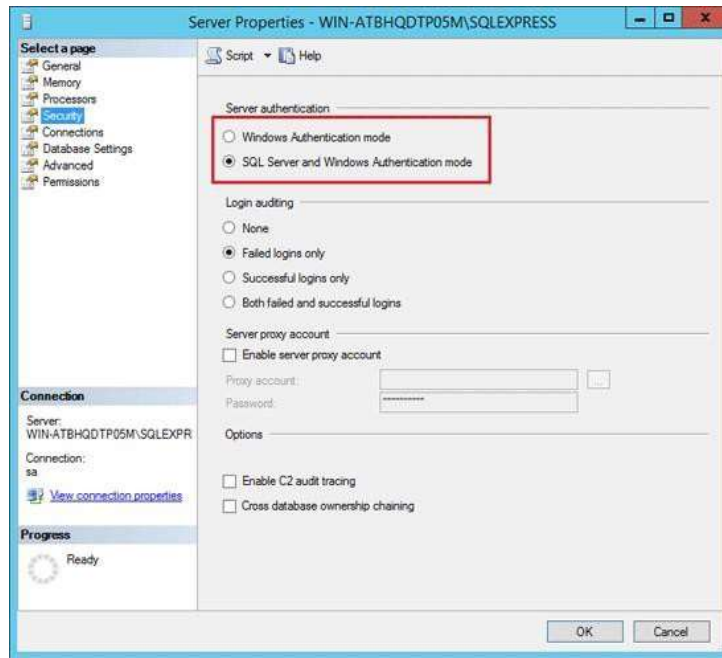 Server Properties - WIN-ATBHQDTP05M\SQLEXPRESS
Select a page
General
Memory
Processors
Security
Connections
Database Settings
Advanced
Permissions
Script
Help
Server authentication
Windows Authentication mode
SQL Server and Windows Authentication mode
Login auditing
None
Failed logins only
Successful logins only
Both failed and successful logins
Server proxy account
Enable server proxy account
Proxy account:
...
Password:
**********
Options
Enable C2 audit tracing
Cross database ownership chaining
Connection
Server:
WIN-ATBHQDTP05M\SQLEXPR
Connection:
sa
View connection properties
Progress
Ready
OK
Cancel